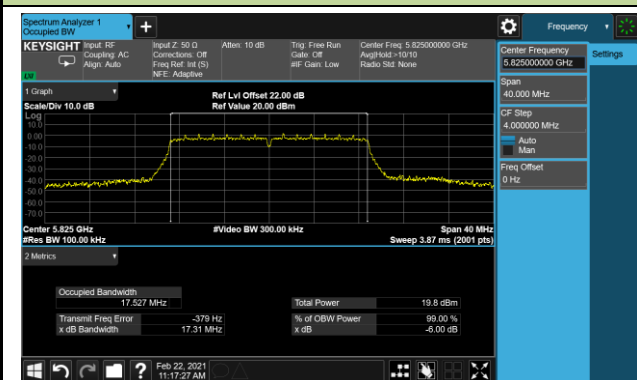 Spectrum Analyzer 1
Occupied BW
+
Frequency
KEYSIGHT
Input: RF
Coupling: AC
Align: Auto
Input Z: 50 Ω
Corrections: Off
Freq Ref: Int (S)
NFE: Adaptive
Atten: 10 dB
Trig: Free Run
Gate: Off
#IF Gain: Low
Center Freq: 5.825000000 GHz
Avg|Hold:>10/10
Radio Std: None
LXI
Center Frequency
5.825000000 GHz
Settings
Span
40.000 MHz
CF Step
4.000000 MHz
Auto
Man
Freq Offset
0 Hz
1 Graph
Scale/Div 10.0 dB
Ref Lvl Offset 22.00 dB
Ref Value 20.00 dBm
Log
10.0
0.00
-10.0
-20.0
-30.0
-40.0
-50.0
-60.0
-70.0
Center 5.825 GHz
#Res BW 100.00 kHz
#Video BW 300.00 kHz
Span 40 MHz
Sweep 3.87 ms (2001 pts)
2 Metrics
Occupied Bandwidth
17.527 MHz
Total Power 19.8 dBm
Transmit Freq Error -379 Hz
% of OBW Power 99.00 %
x dB Bandwidth 17.31 MHz
x dB -6.00 dB
?
Feb 22, 2021
11:17:27 AM